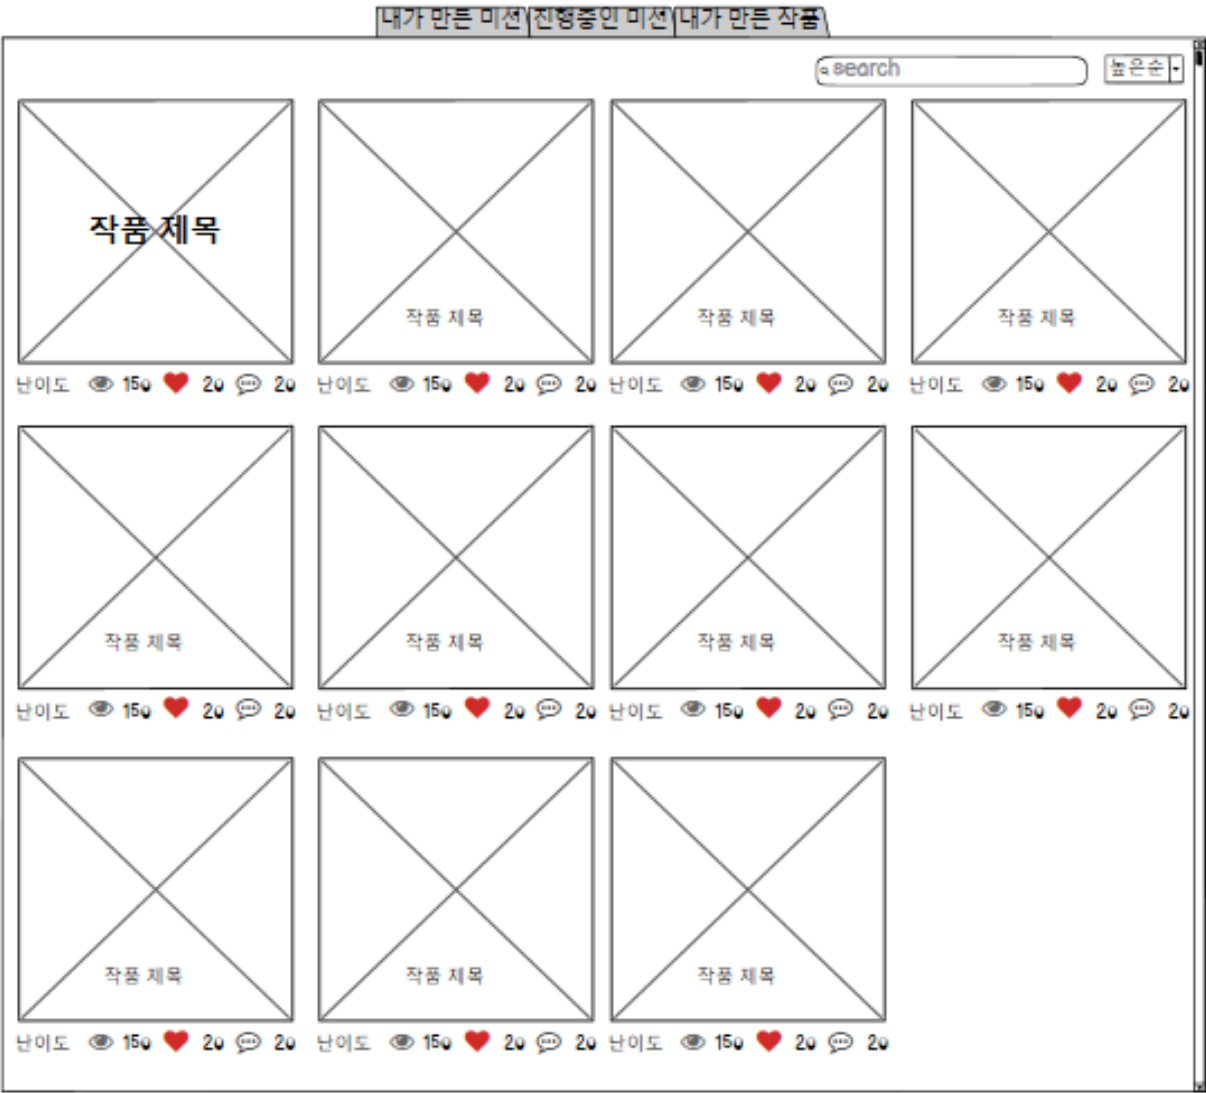 내가 만든 미션 진행중인 미션 내가 만든 작품
search 높은순
작품 제목
작품 제목 작품 제목 작품 제목
난이도 150 20 20 난이도 150 20 20 난이도 150 20 20 난이도 150 20 20
작품 제목 작품 제목 작품 제목 작품 제목
난이도 150 20 20 난이도 150 20 20 난이도 150 20 20 난이도 150 20 20
작품 제목 작품 제목 작품 제목
난이도 150 20 20 난이도 150 20 20 난이도 150 20 20